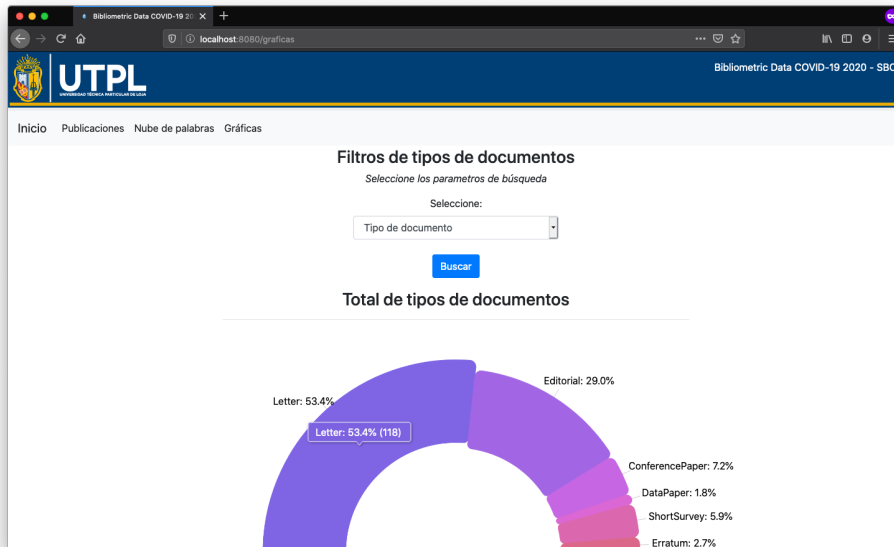 Bibliometric Data COVID-19 20
localhost:8080/graficas
UTPL
UNIVERSIDAD TÉCNICA PARTICULAR DE LOJA
Bibliometric Data COVID-19 2020 - SBC
Inicio Publicaciones Nube de palabras Gráficas
Filtros de tipos de documentos
Seleccione los parametros de búsqueda
Seleccione:
Tipo de documento
Buscar
Total de tipos de documentos
Editorial: 29.0%
Letter: 53.4%
Letter: 53.4% (118)
ConferencePaper: 7.2%
DataPaper: 1.8%
ShortSurvey: 5.9%
Erratum: 2.7%